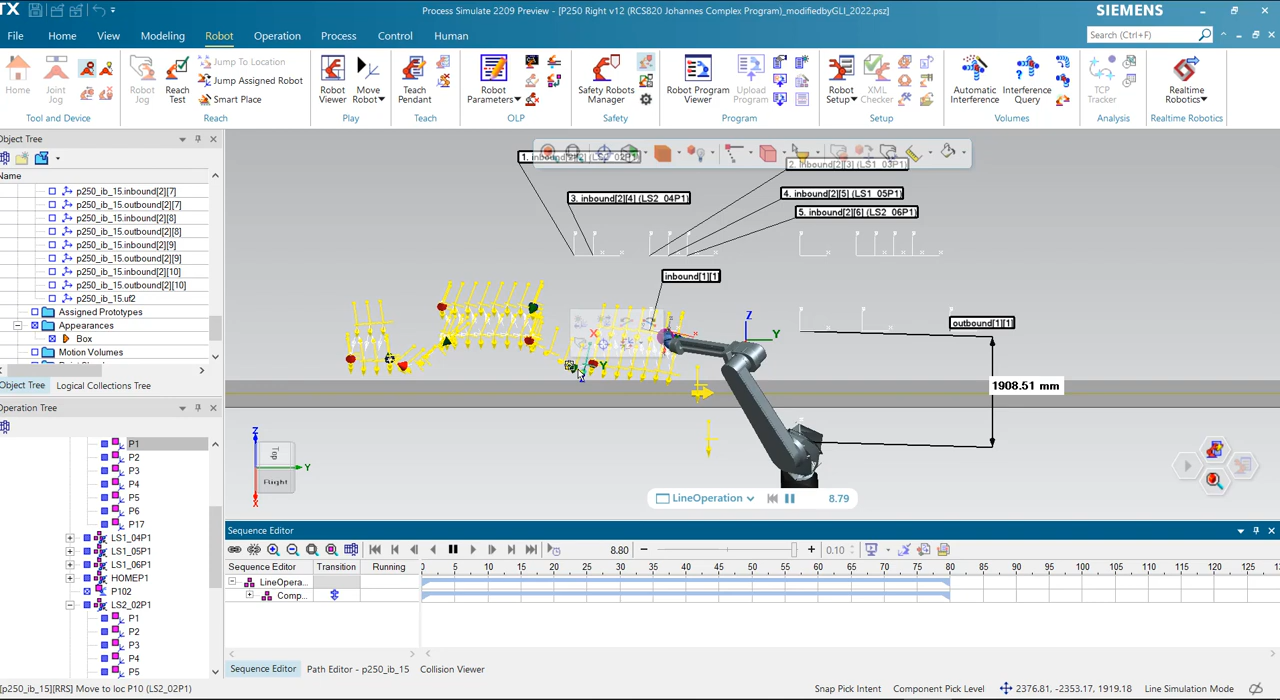 TX
Process Simulate 2209 Preview - [P250 Right v12 (RCS820 Johannes Complex Program)_modifiedbyGLI_2022.psz]
SIEMENS
File Home View Modeling Robot Operation Process Control Human
Search (Ctrl+F)
Home
Joint Jog
Tool and Device
Robot Jog
Reach Test
Jump To Location
Jump Assigned Robot
Smart Place
Reach
Robot Viewer
Move Robot
Play
Teach Pendant
Teach
Robot Parameters
OLP
Safety Robots Manager
Safety
Robot Program Viewer
Upload Program
Program
Robot Setup
XML Checker
Setup
Automatic Interference
Interference Query
Volumes
TCP Tracker
Analysis
Realtime Robotics
Realtime Robotics
Object Tree
Name
p250_ib_15.inbound[2][7]
p250_ib_15.outbound[2][7]
p250_ib_15.inbound[2][8]
p250_ib_15.outbound[2][8]
p250_ib_15.inbound[2][9]
p250_ib_15.outbound[2][9]
p250_ib_15.inbound[2][10]
p250_ib_15.outbound[2][10]
p250_ib_15.uf2
Assigned Prototypes
Appearances
Box
Motion Volumes
Object Tree Logical Collections Tree
Operation Tree
P1
P2
P3
P4
P5
P6
P17
LS1_04P1
LS1_05P1
LS1_06P1
HOMEP1
P102
LS2_02P1
P1
P2
P3
P4
P5
1. inbound[2][2] (LS2_02P1)
2. inbound[2][3] (LS1_03P1)
3. inbound[2][4] (LS2_04P1)
4. inbound[2][5] (LS1_05P1)
5. inbound[2][6] (LS2_06P1)
inbound[1][1]
outbound[1][1]
Z
Y
X
Y
1908.51 mm
Z
Top
Y
Right
X
LineOperation 8.79
Sequence Editor
8.80
0.10
Sequence Editor Transition Running 0 5 10 15 20 25 30 35 40 45 50 55 60 65 70 75 80 85 90 95 100 105 110 115 120 125
LineOpera...
Comp...
Sequence Editor Path Editor - p250_ib_15 Collision Viewer
[p250_ib_15][RRS] Move to loc P10 (LS2_02P1)
Snap Pick Intent Component Pick Level 2376.81, -2353.17, 1919.18 Line Simulation Mode